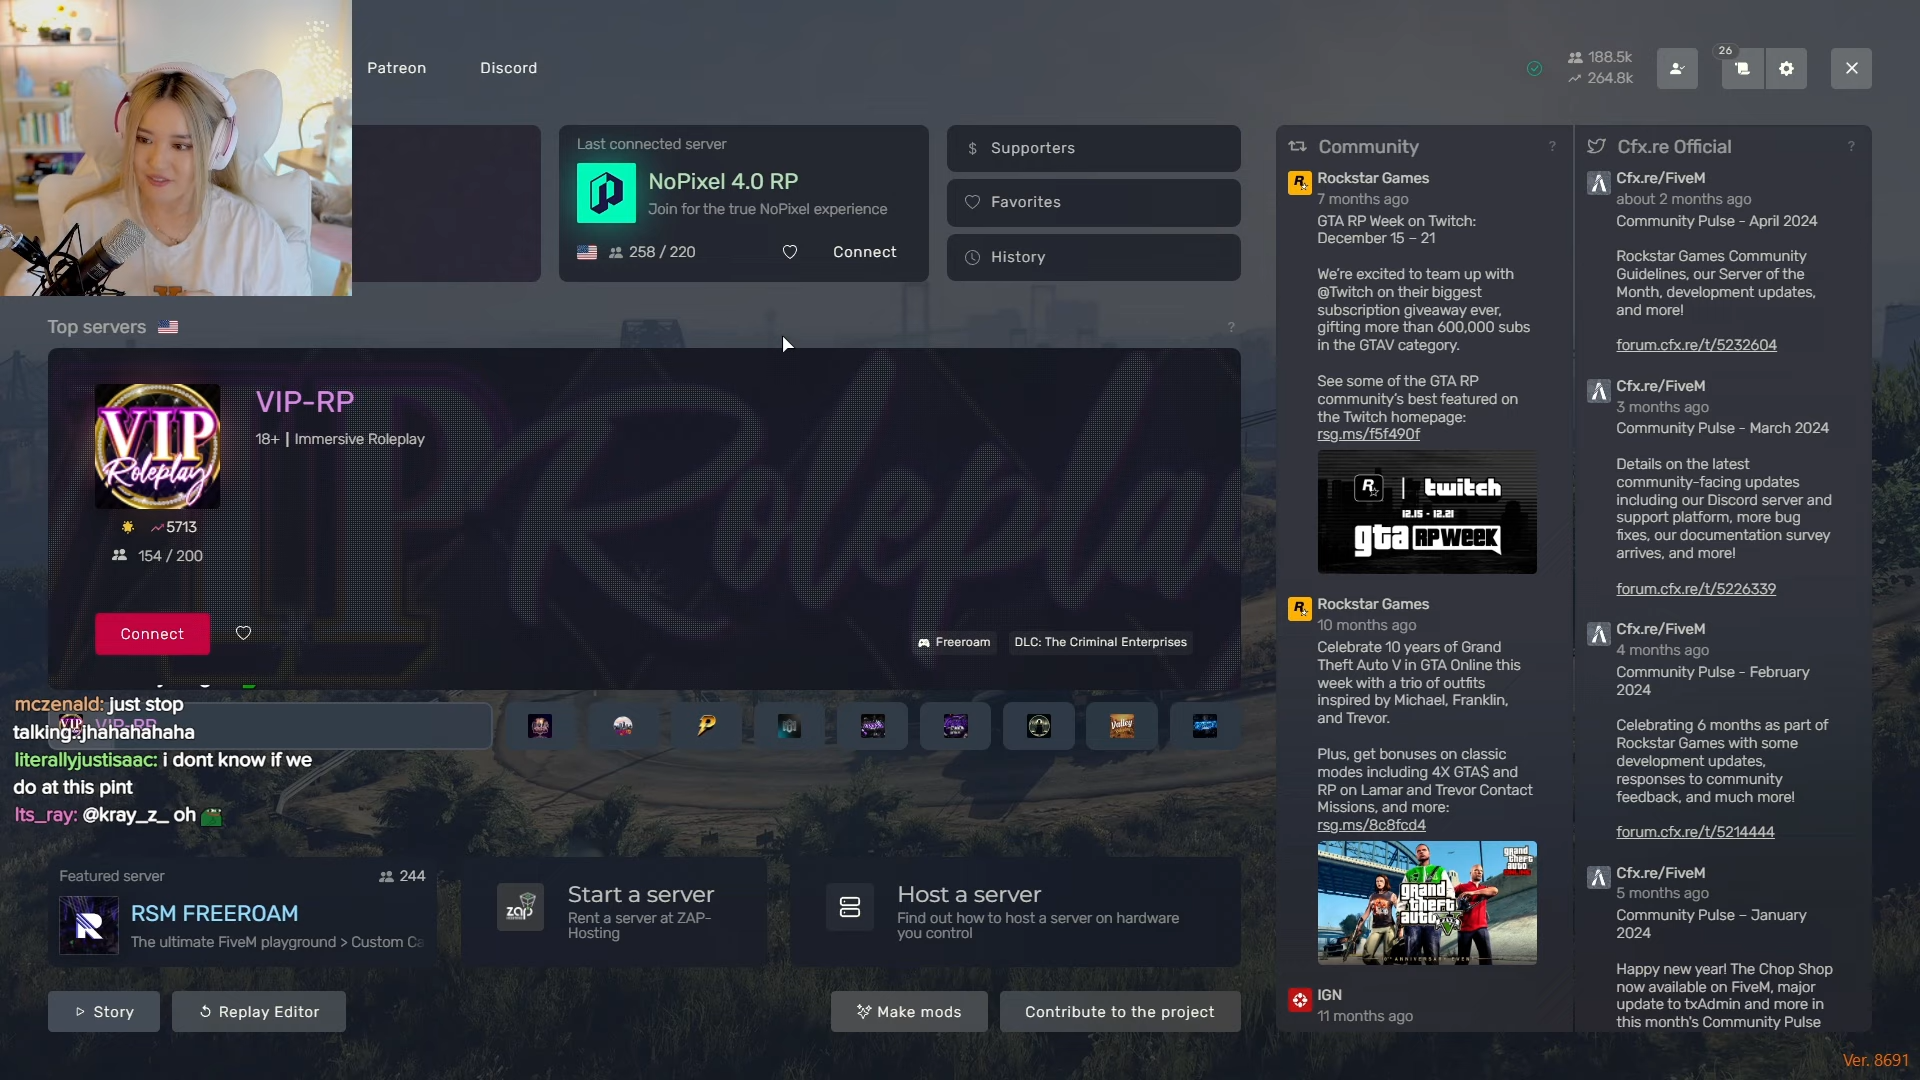 Patreon
Discord
188.5k
264.8k
26
Last connected server
NoPixel 4.0 RP
Join for the true NoPixel experience
258 / 220
Connect
Supporters
Favorites
History
Top servers
?
VIP-RP
18+ | Immersive Roleplay
VIP
Roleplay
5713
154 / 200
Connect
Freeroam
DLC: The Criminal Enterprises
mczenald: just stop
talking..jhahahahaha
literallyjustisaac: i dont know if we
do at this pint
Its_ray: @kray_z_ oh
VIP-RP
Valley
Featured server
244
RSM FREEROAM
The ultimate FiveM playground > Custom Ca
zap
Start a server
Rent a server at ZAP-
Hosting
Host a server
Find out how to host a server on hardware
you control
Story
Replay Editor
Make mods
Contribute to the project
Community
?
Rockstar Games
7 months ago
GTA RP Week on Twitch:
December 15 – 21
We're excited to team up with
@Twitch on their biggest
subscription giveaway ever,
gifting more than 600,000 subs
in the GTAV category.
See some of the GTA RP
community's best featured on
the Twitch homepage:
rsg.ms/f5f490f
R | twitch
12.15 - 12.21
gta RP WEEK
Rockstar Games
10 months ago
Celebrate 10 years of Grand
Theft Auto V in GTA Online this
week with a trio of outfits
inspired by Michael, Franklin,
and Trevor.
Plus, get bonuses on classic
modes including 4X GTA$ and
RP on Lamar and Trevor Contact
Missions, and more:
rsg.ms/8c8fcd4
grand
theft
auto
V
IGN
11 months ago
Cfx.re Official
?
Cfx.re/FiveM
about 2 months ago
Community Pulse - April 2024
Rockstar Games Community
Guidelines, our Server of the
Month, development updates,
and more!
forum.cfx.re/t/5232604
Cfx.re/FiveM
3 months ago
Community Pulse - March 2024
Details on the latest
community-facing updates
including our Discord server and
support platform, more bug
fixes, our documentation survey
arrives, and more!
forum.cfx.re/t/5226339
Cfx.re/FiveM
4 months ago
Community Pulse - February
2024
Celebrating 6 months as part of
Rockstar Games with some
development updates,
responses to community
feedback, and much more!
forum.cfx.re/t/5214444
Cfx.re/FiveM
5 months ago
Community Pulse – January
2024
Happy new year! The Chop Shop
now available on FiveM, major
update to txAdmin and more in
this month's Community Pulse
Ver. 8691